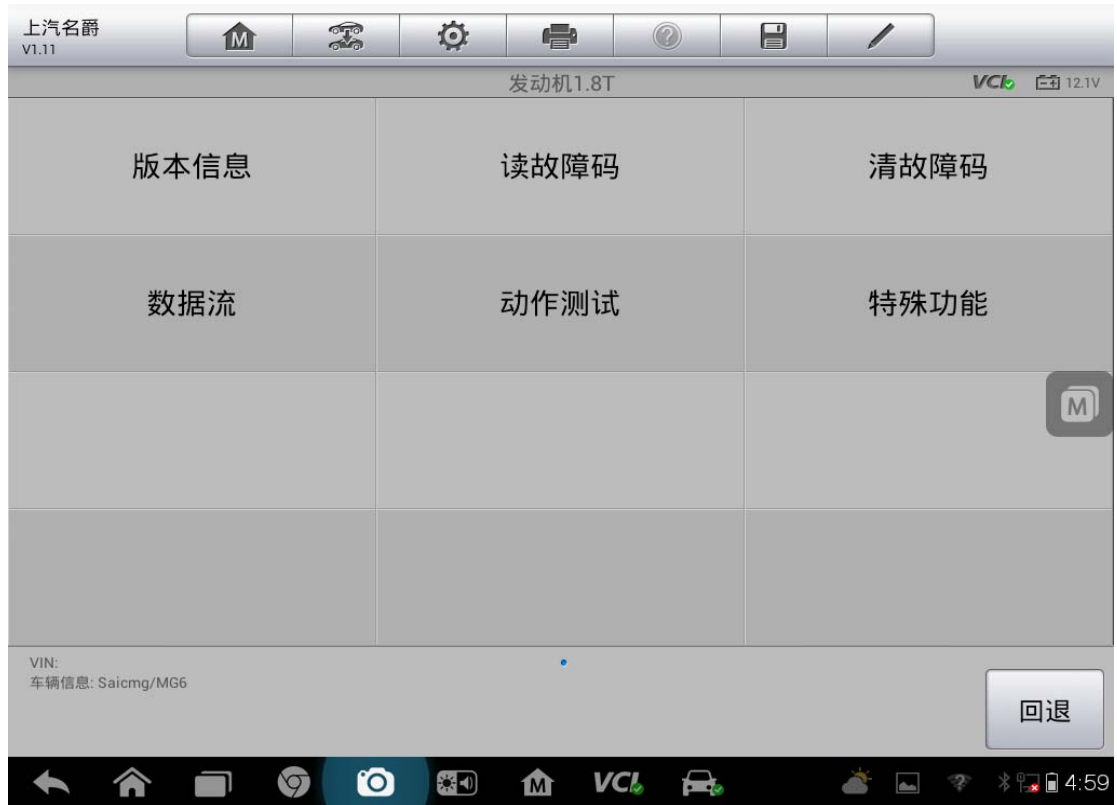 上汽名爵
V1.11
发动机1.8T
VCI 12.1V
版本信息 读故障码 清故障码
数据流 动作测试 特殊功能
M
VIN:
车辆信息: Saicmg/MG6
回退
M VCI 4:59